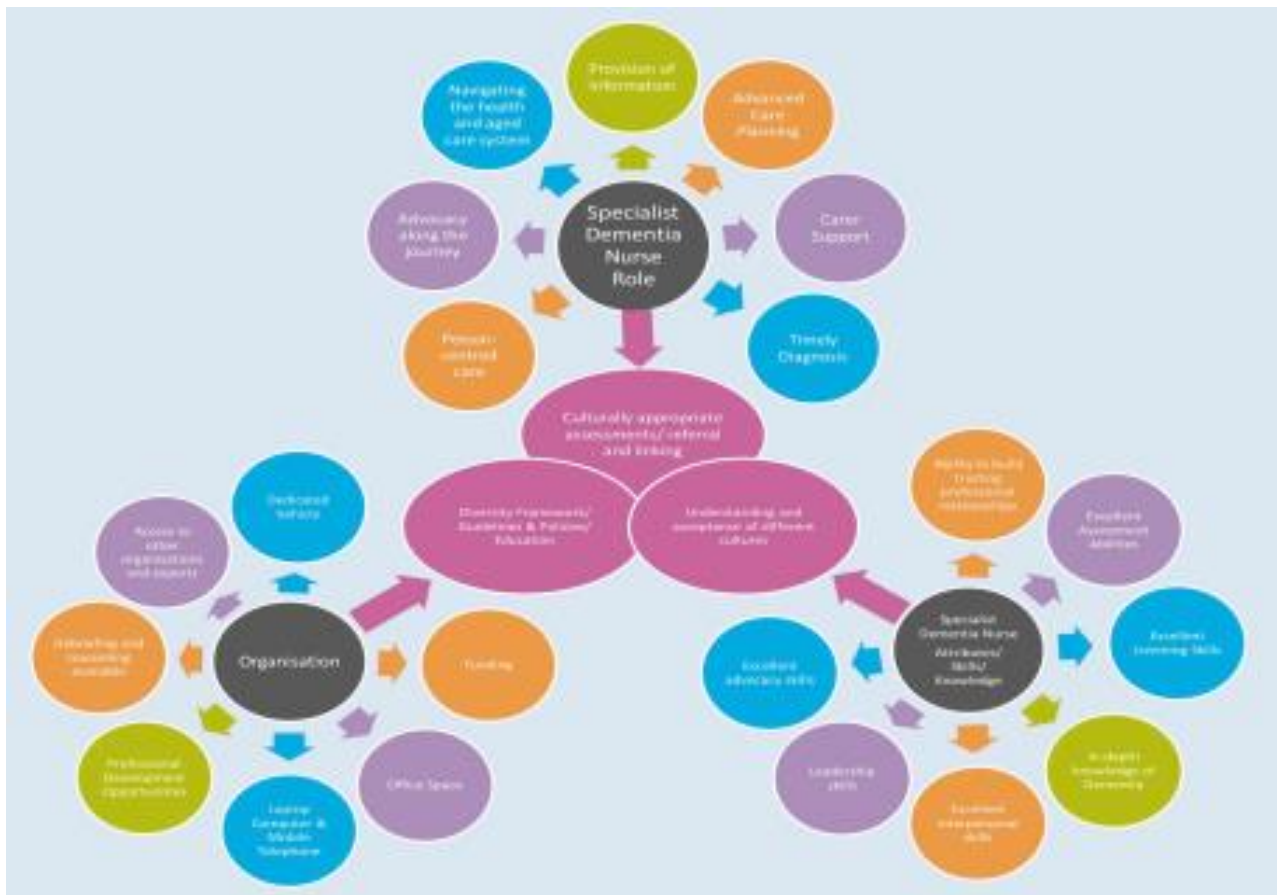 Provision of
Information
Navigating
the health
and aged
care system
Advanced
Care
Planning
Advocacy
along the
journey
Specialist
Dementia
Nurse
Role
Carer
Support
Person-
centred
care
Timely
Diagnosis
Culturally appropriate
assessments/ referral
and linking
Diversity Framework/
Guidelines & Policies/
Education
Understanding and
acceptance of different
cultures
Dedicated
Vehicle
Access to
other
organisations
and experts
Debriefing and
counselling
available
Organisation
Funding
Professional
Development
Opportunities
Laptop
Computer &
Mobile
Telephone
Office Space
Ability to build
trusting
professional
relationships
Excellent
Assessment
Abilities
Specialist
Dementia Nurse
Attributes/
Skills/
Knowledge
Excellent
Listening Skills
Excellent
advocacy skills
Leadership
skills
Excellent
interpersonal
skills
In-depth
knowledge of
Dementia